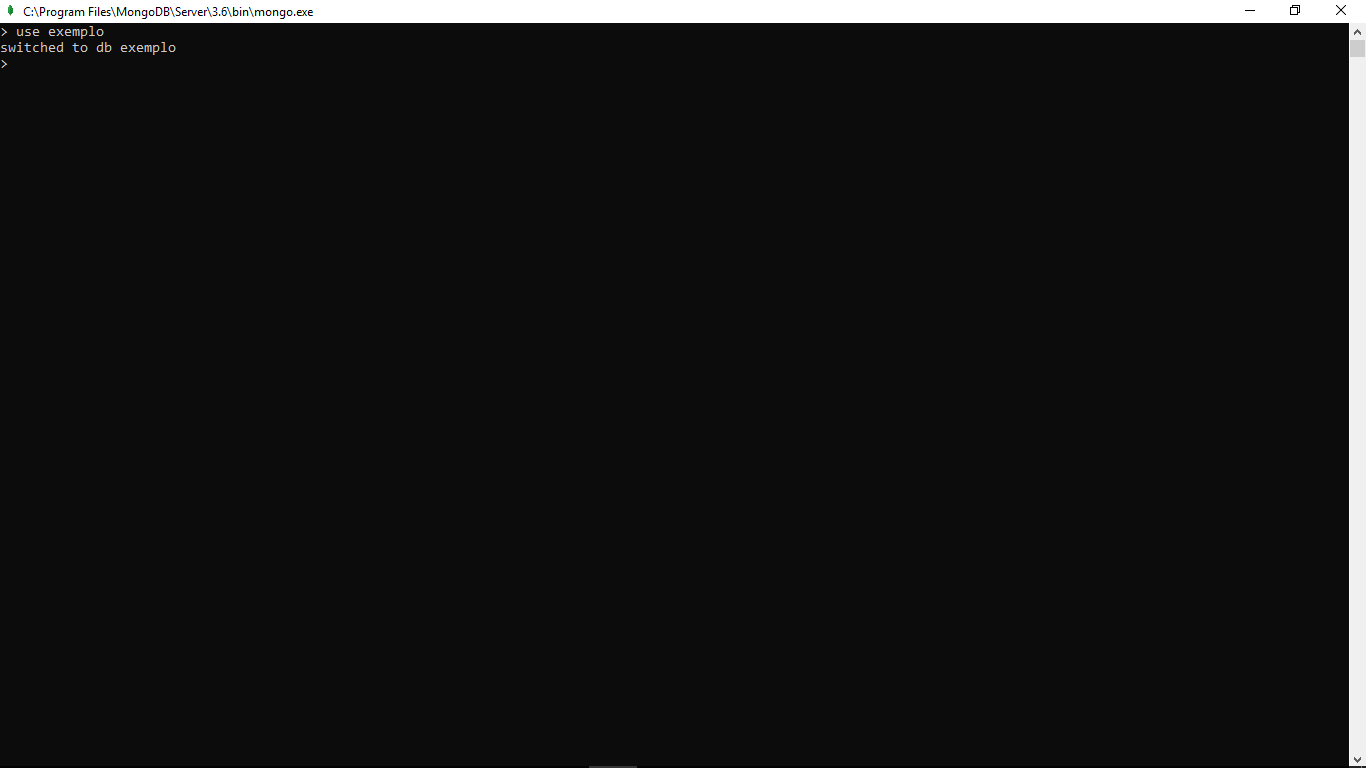 C:\Program Files\MongoDB\Server\3.6\bin\mongo.exe
> use exemplo
switched to db exemplo
>